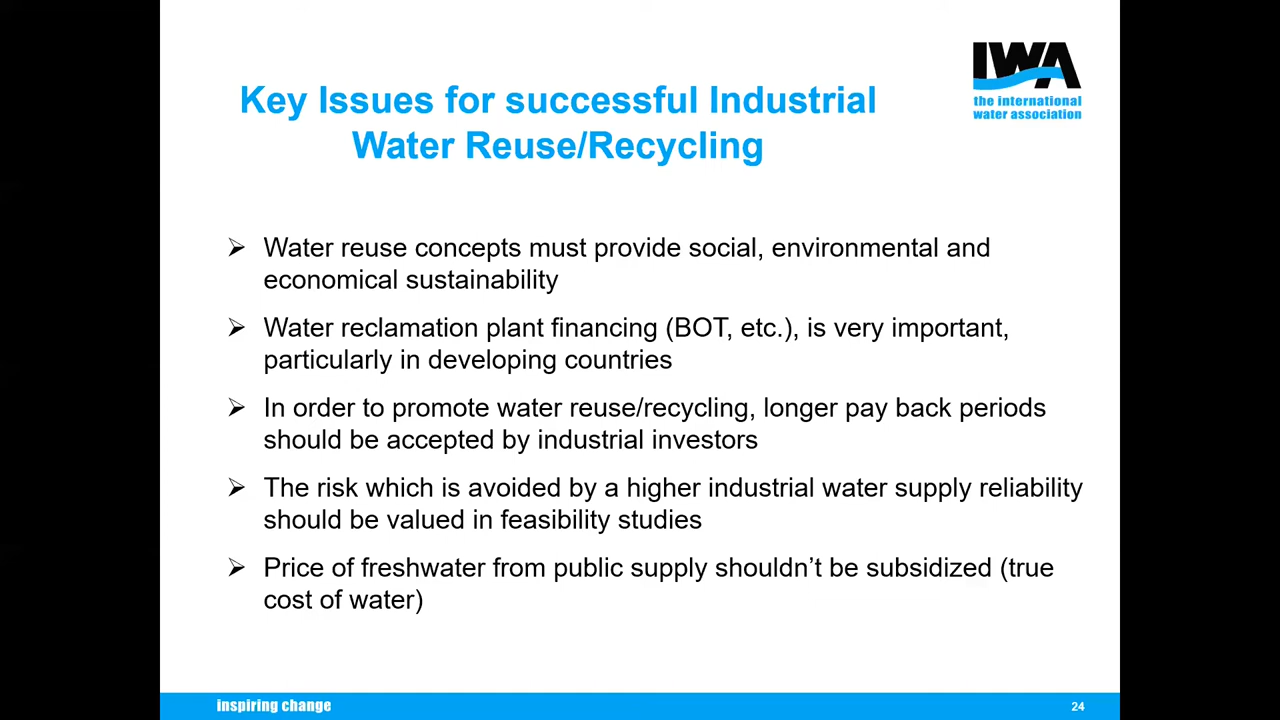 IWA
the international
water association
Key Issues for successful Industrial
Water Reuse/Recycling
Water reuse concepts must provide social, environmental and
economical sustainability
Water reclamation plant financing (BOT, etc.), is very important,
particularly in developing countries
In order to promote water reuse/recycling, longer pay back periods
should be accepted by industrial investors
The risk which is avoided by a higher industrial water supply reliability
should be valued in feasibility studies
Price of freshwater from public supply shouldn’t be subsidized (true
cost of water)
inspiring change
24